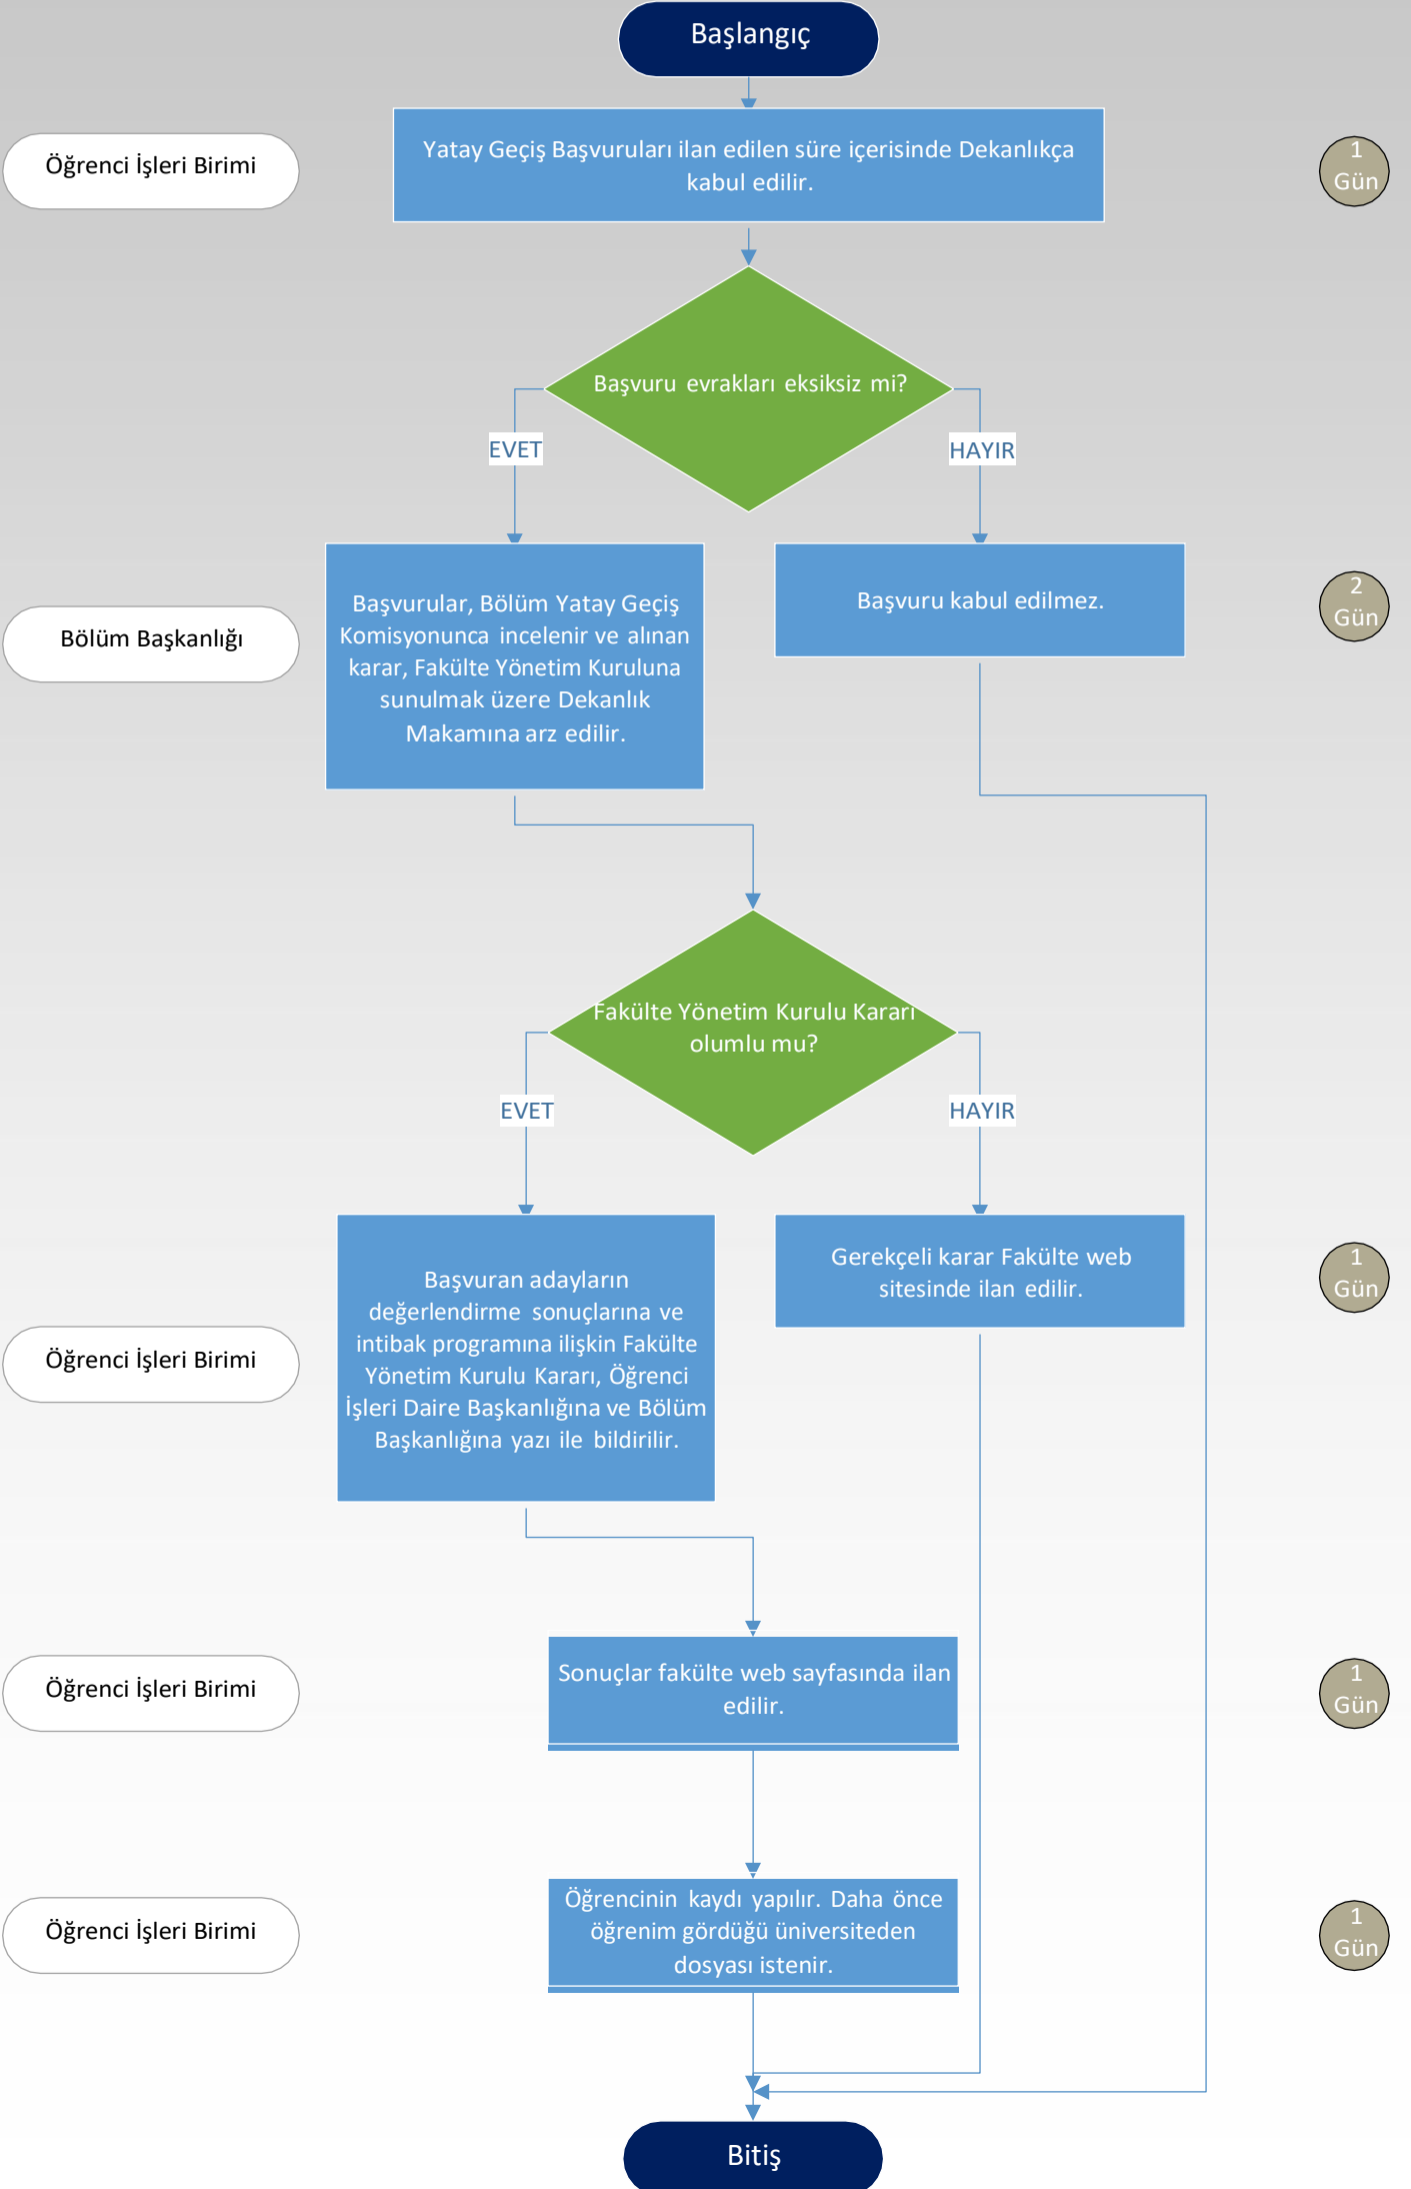 Başlangıç
Öğrenci İşleri Birimi
Yatay Geçiş Başvuruları ilan edilen süre içerisinde Dekanlıkça
kabul edilir.
1
Gün
Başvuru evrakları eksiksiz mi?
EVET
HAYIR
Bölüm Başkanlığı
Başvurular, Bölüm Yatay Geçiş
Komisyonunca incelenir ve alınan
karar, Fakülte Yönetim Kuruluna
sunulmak üzere Dekanlık
Makamına arz edilir.
Başvuru kabul edilmez.
2
Gün
Fakülte Yönetim Kurulu Kararı
olumlu mu?
EVET
HAYIR
Öğrenci İşleri Birimi
Başvuran adayların
değerlendirme sonuçlarına ve
intibak programına ilişkin Fakülte
Yönetim Kurulu Kararı, Öğrenci
İşleri Daire Başkanlığına ve Bölüm
Başkanlığına yazı ile bildirilir.
Gerekçeli karar Fakülte web
sitesinde ilan edilir.
1
Gün
Öğrenci İşleri Birimi
Sonuçlar fakülte web sayfasında ilan
edilir.
1
Gün
Öğrenci İşleri Birimi
Öğrencinin kaydı yapılır. Daha önce
öğrenim gördüğü üniversiteden
dosyası istenir.
1
Gün
Bitiş